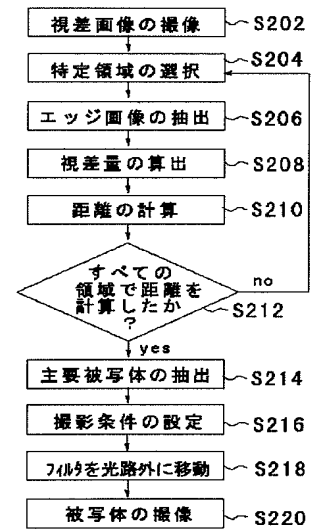 視差画像の撮像 S202
特定領域の選択 S204
エッジ画像の抽出 S206
視差量の算出 S208
距離の計算 S210
すべての
領域で距離を
計算したか
?
no
S212
yes
主要被写体の抽出 S214
撮影条件の設定 S216
フィルタを光路外に移動 S218
被写体の撮像 S220